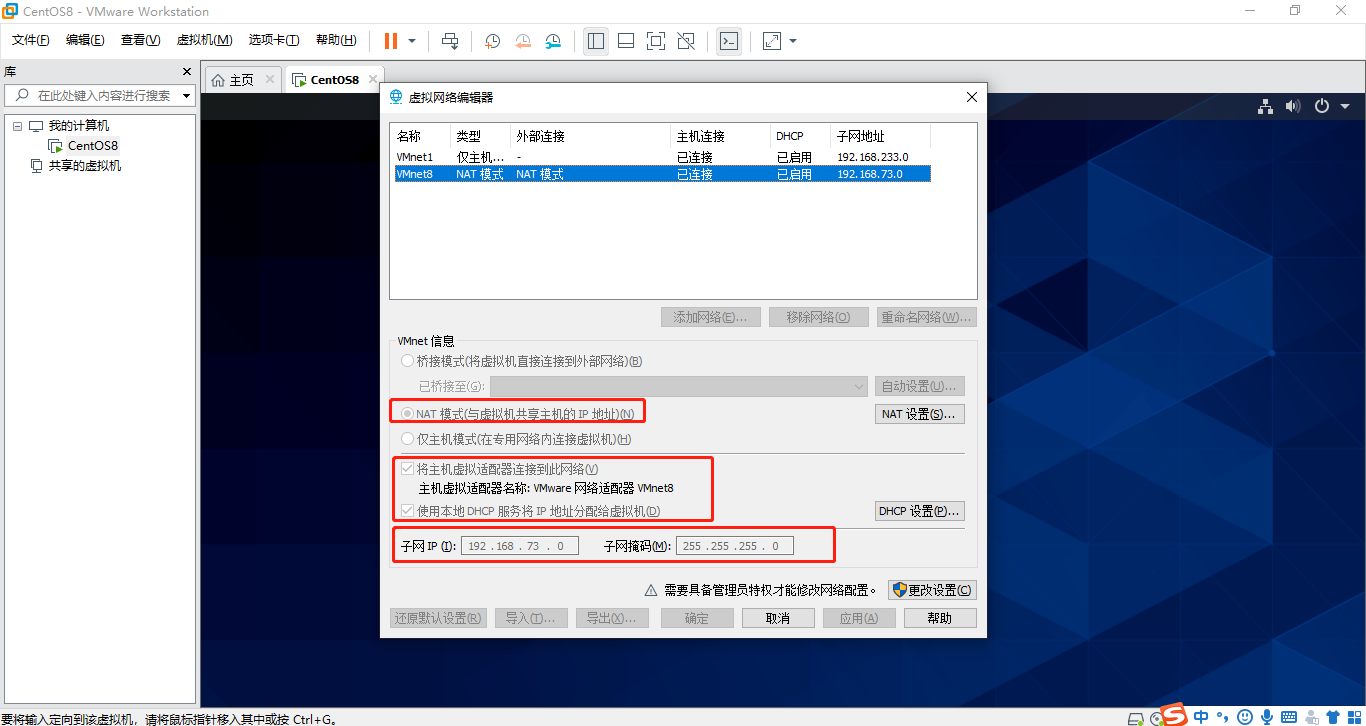 CentOS8 - VMware Workstation
文件(F) 编辑(E) 查看(V) 虚拟机(M) 选项卡(T) 帮助(H)
库
在此处键入内容进行搜索
我的计算机
CentOS8
共享的虚拟机
主页 CentOS8
虚拟网络编辑器
名称 类型 外部连接 主机连接 DHCP 子网地址
VMnet1 仅主机... - 已连接 已启用 192.168.233.0
VMnet8 NAT 模式 NAT 模式 已连接 已启用 192.168.73.0
添加网络(E)... 移除网络(O) 重命名网络(W)...
VMnet 信息
桥接模式(将虚拟机直接连接到外部网络)(B)
已桥接至(G): 自动设置(U)...
NAT 模式(与虚拟机共享主机的 IP 地址)(N) NAT 设置(S)...
仅主机模式(在专用网络内连接虚拟机)(H)
将主机虚拟适配器连接到此网络(V)
主机虚拟适配器名称: VMware 网络适配器 VMnet8
使用本地 DHCP 服务将 IP 地址分配给虚拟机(D) DHCP 设置(P)...
子网 IP (I): 192 .168 . 73 . 0 子网掩码(M): 255 .255 .255 . 0
需要具备管理员特权才能修改网络配置。 更改设置(C)
还原默认设置(R) 导入(T)... 导出(X)... 确定 取消 应用(A) 帮助
要将输入定向到该虚拟机，请将鼠标指针移入其中或按 Ctrl+G。
S 中